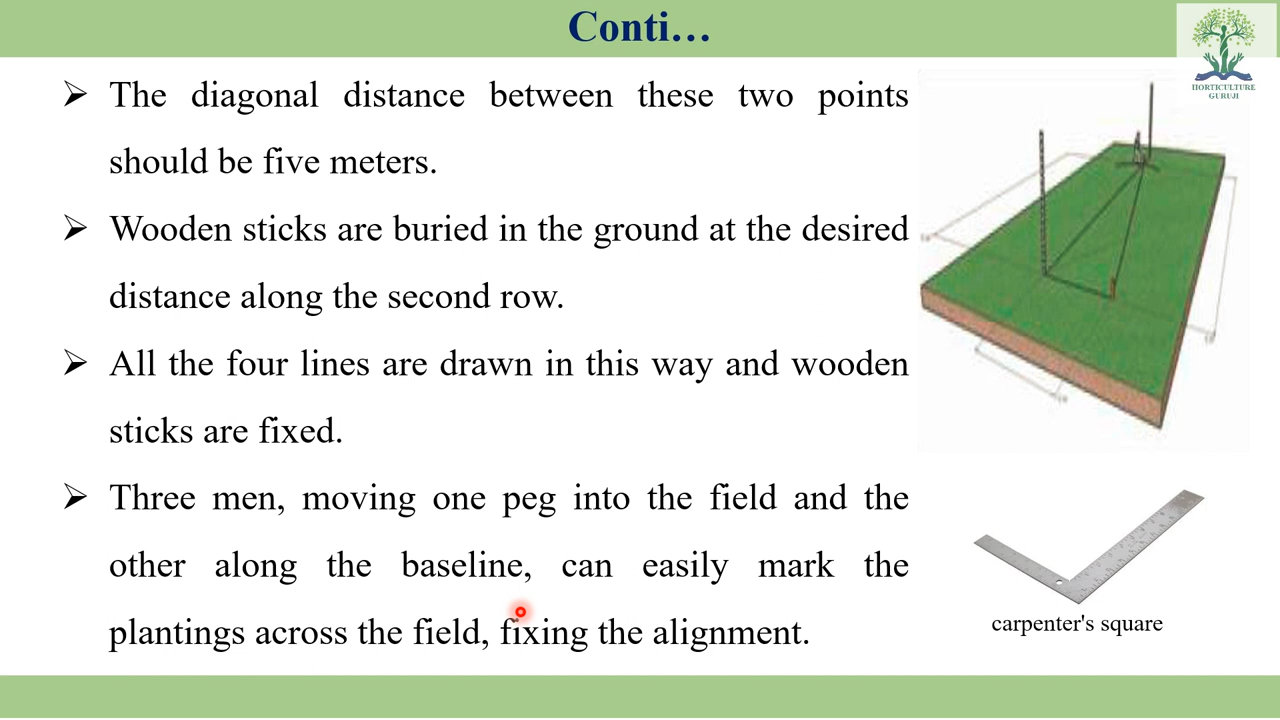 Conti…
HORTICULTURE
GURUJI
➢ The diagonal distance between these two points
should be five meters.
➢ Wooden sticks are buried in the ground at the desired
distance along the second row.
➢ All the four lines are drawn in this way and wooden
sticks are fixed.
➢ Three men, moving one peg into the field and the
other along the baseline, can easily mark the
plantings across the field, fixing the alignment.
carpenter's square